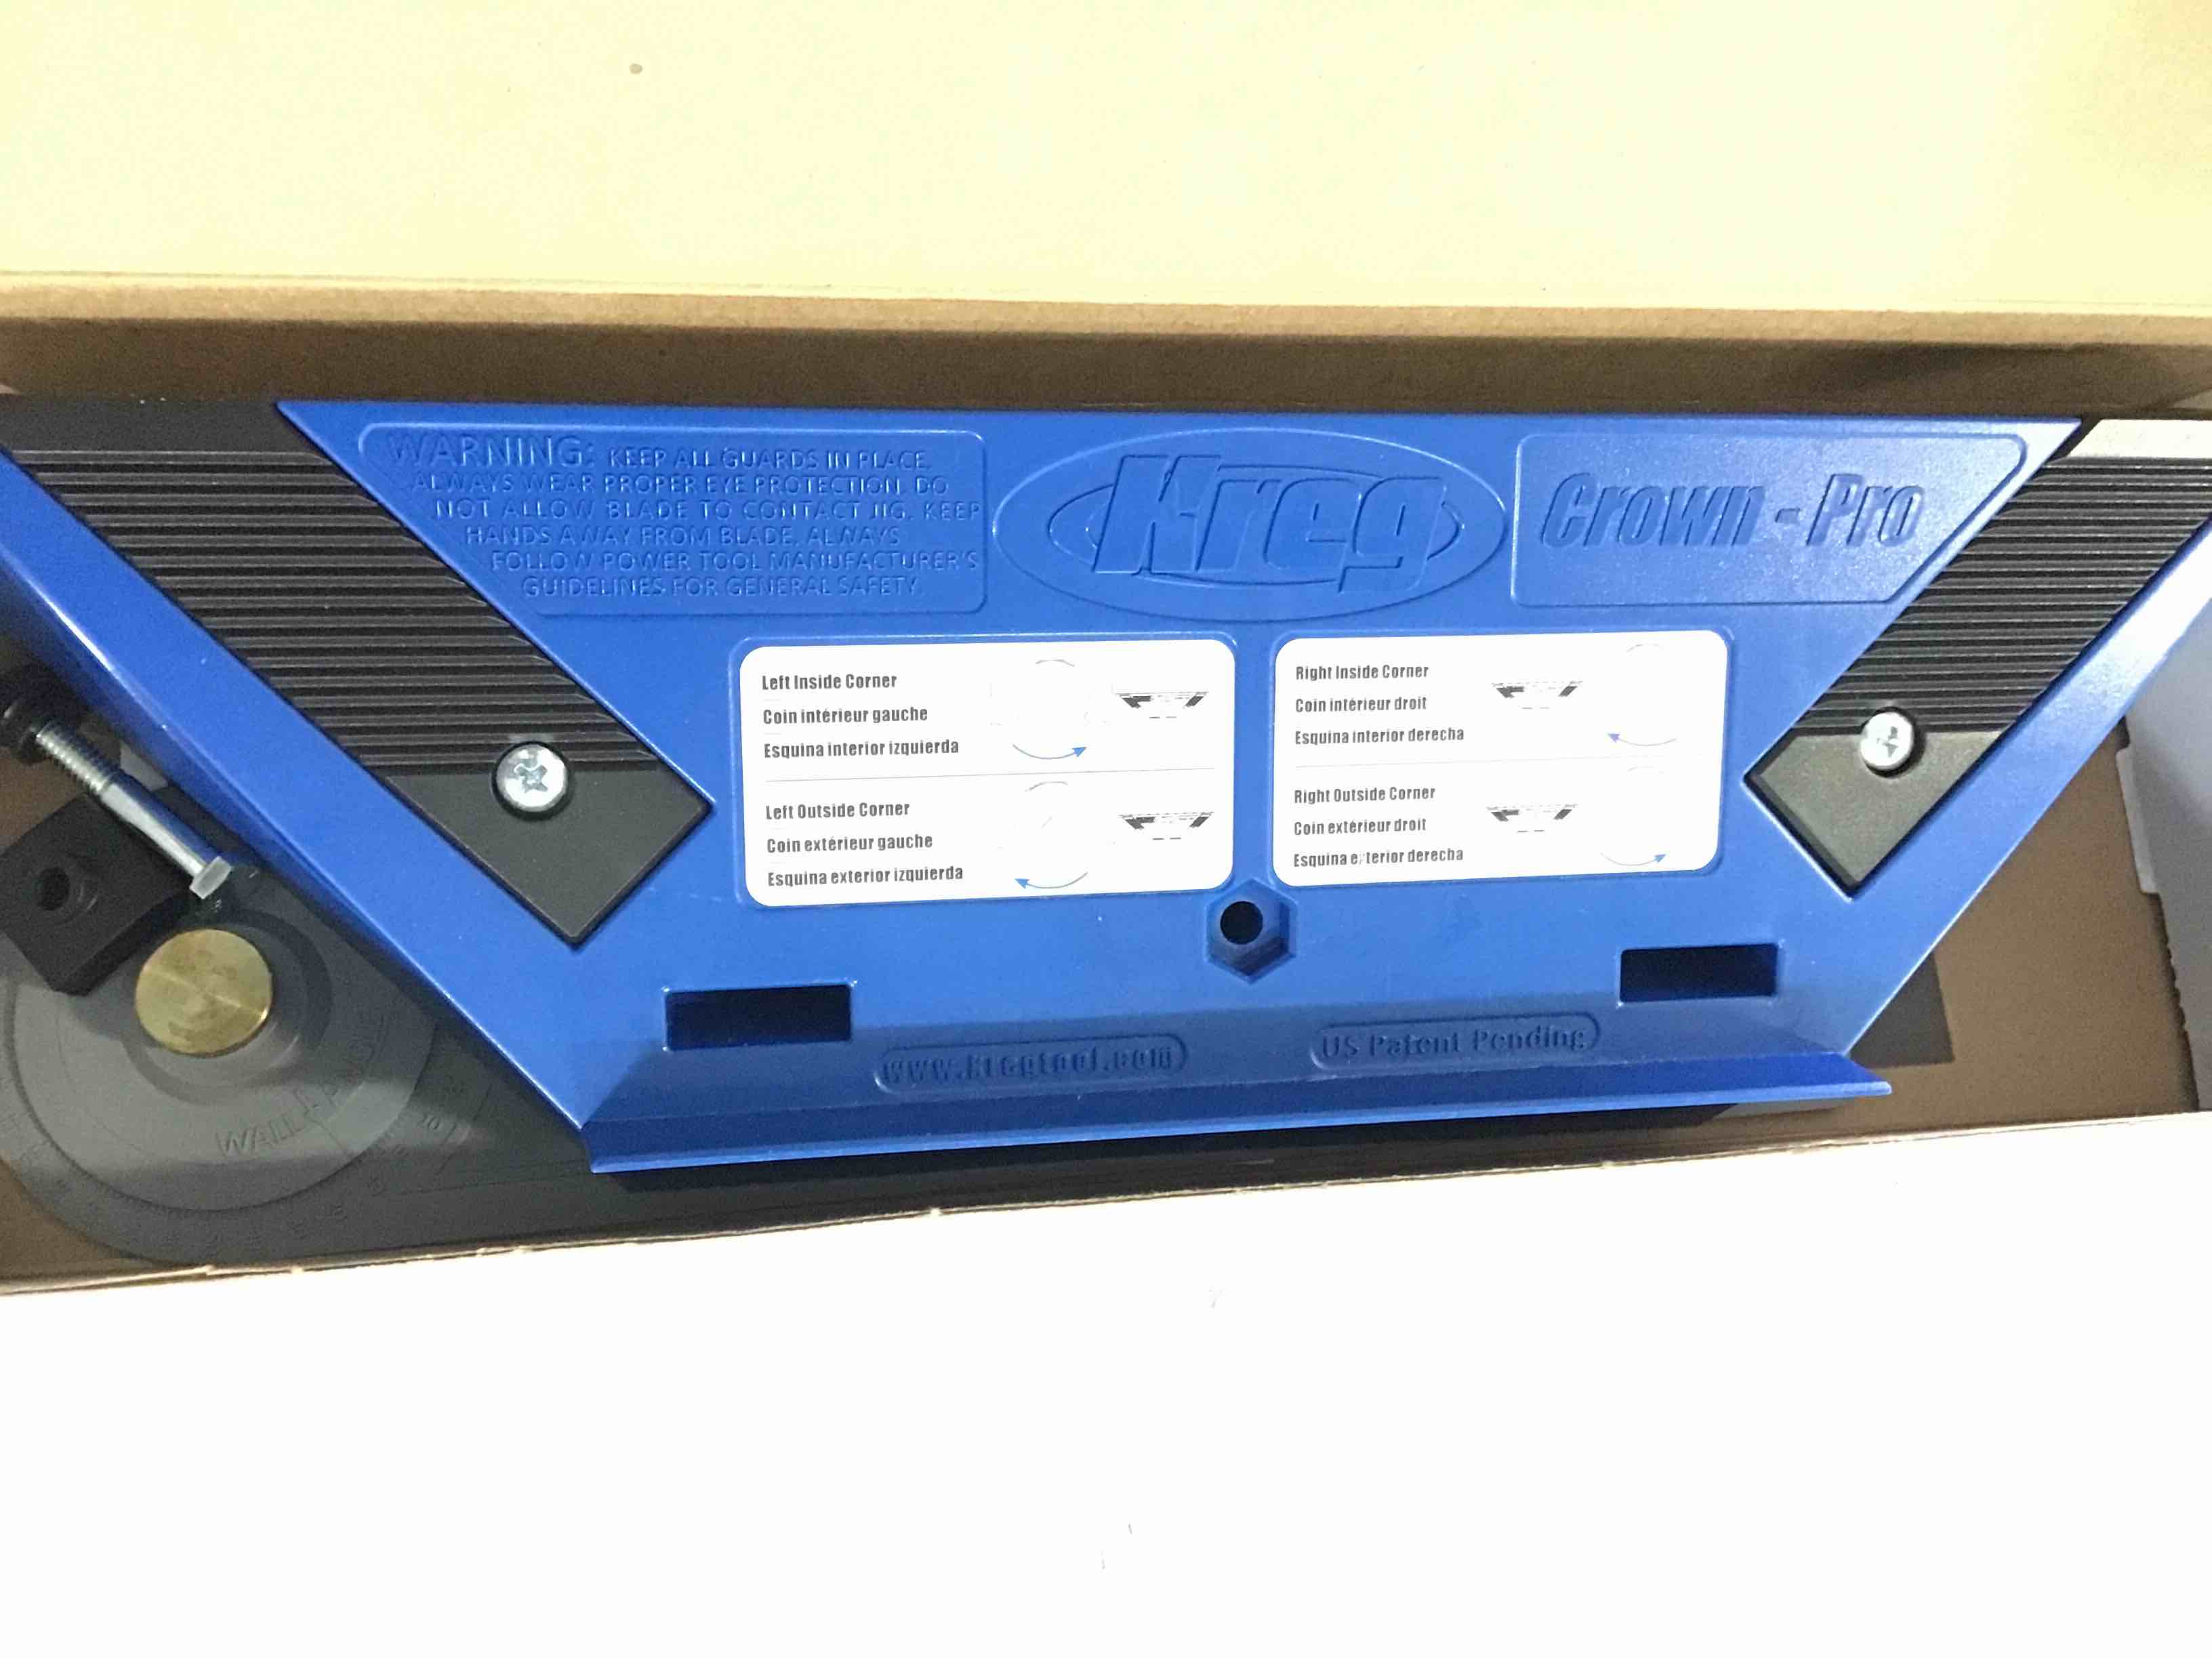 WARNING: KEEP ALL GUARDS IN PLACE.
ALWAYS WEAR PROPER EYE PROTECTION. DO
NOT ALLOW BLADE TO CONTACT JIG. KEEP
HANDS AWAY FROM BLADE. ALWAYS
FOLLOW POWER TOOL MANUFACTURER'S
GUIDELINES FOR GENERAL SAFETY.
Kreg
Crown - Pro
Left Inside Corner
Coin intérieur gauche
Esquina interior izquierda
Left Outside Corner
Coin extérieur gauche
Esquina exterior izquierda
Right Inside Corner
Coin intérieur droit
Esquina interior derecha
Right Outside Corner
Coin extérieur droit
Esquina exterior derecha
www.kregtool.com
US Patent Pending
WALL ANGLE